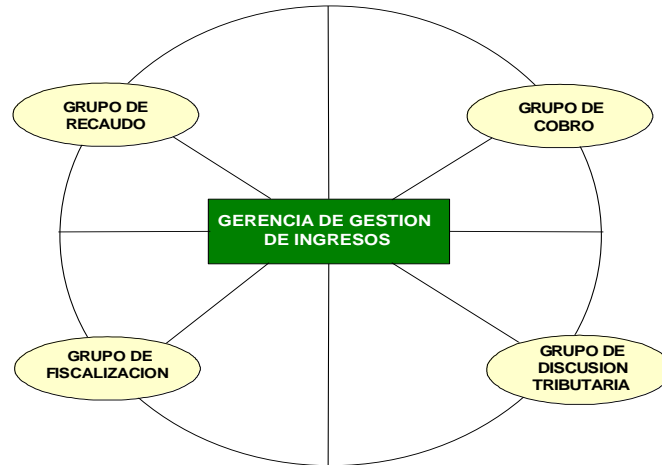 GRUPO DE
RECAUDO
GRUPO DE
COBRO
GERENCIA DE GESTION
DE INGRESOS
GRUPO DE
FISCALIZACION
GRUPO DE
DISCUSION
TRIBUTARIA